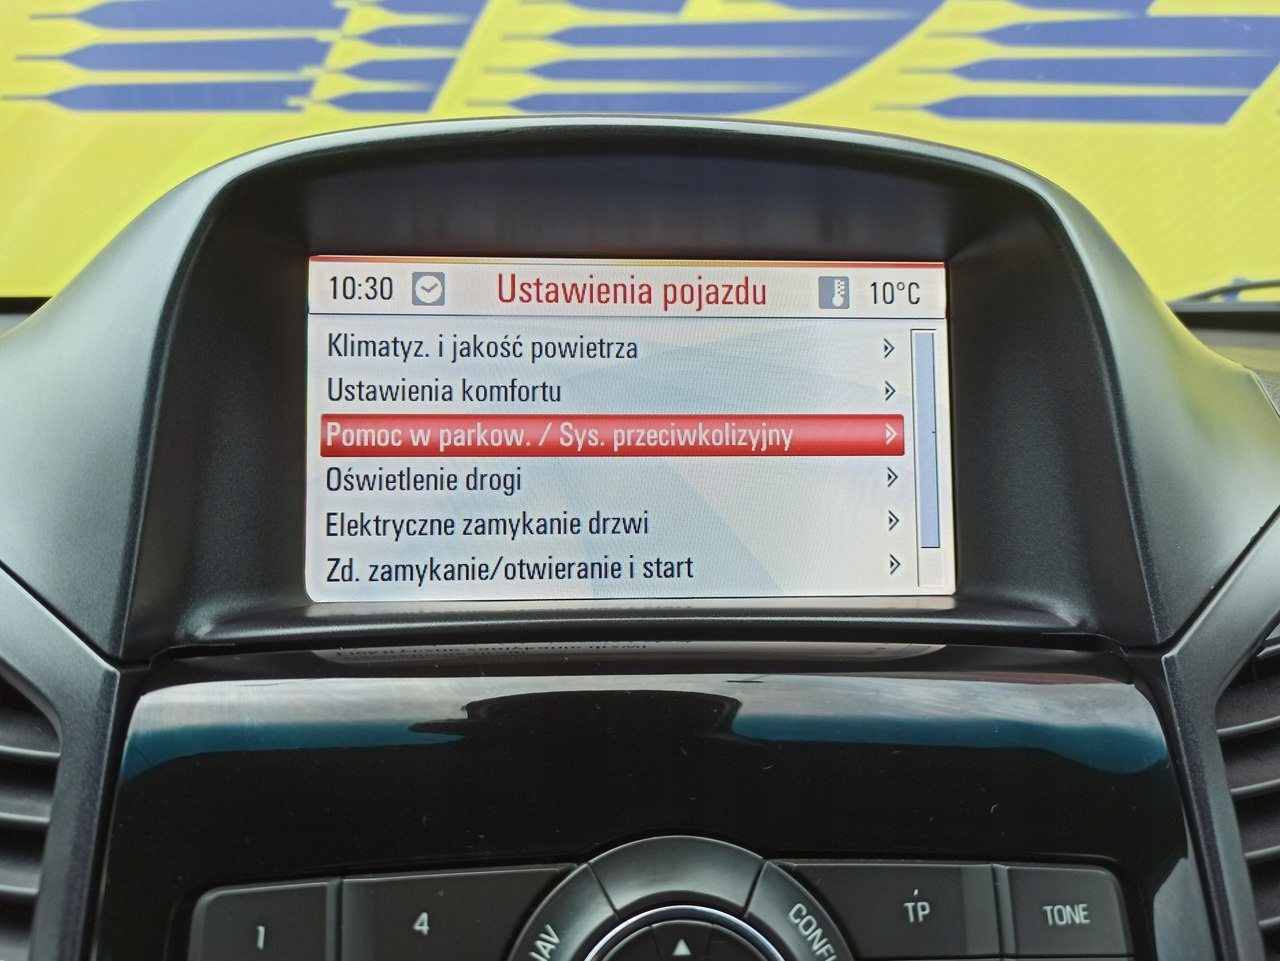 10:30 Ustawienia pojazdu 10°C
Klimatyz. i jakość powietrza
Ustawienia komfortu
Pomoc w parkow. / Sys. przeciwkolizyjny
Oświetlenie drogi
Elektryczne zamykanie drzwi
Zd. zamykanie/otwieranie i start
1 4 TP TONE